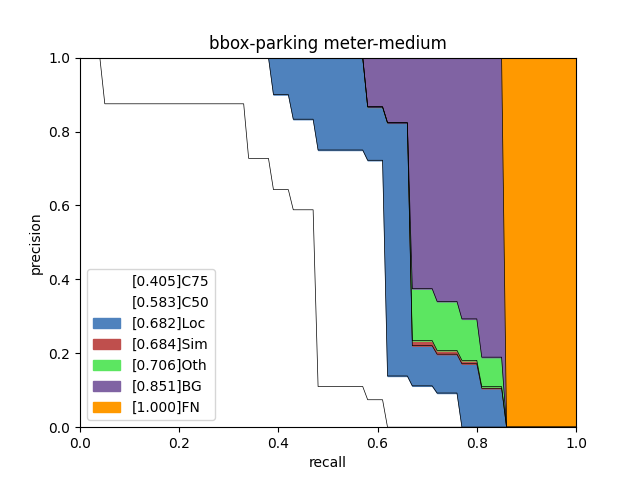 bbox-parking meter-medium
precision
1.0
0.8
0.6
0.4
0.2
0.0
[0.405]C75
[0.583]C50
[0.682]Loc
[0.684]Sim
[0.706]Oth
[0.851]BG
[1.000]FN
0.0 0.2 0.4 0.6 0.8 1.0
recall